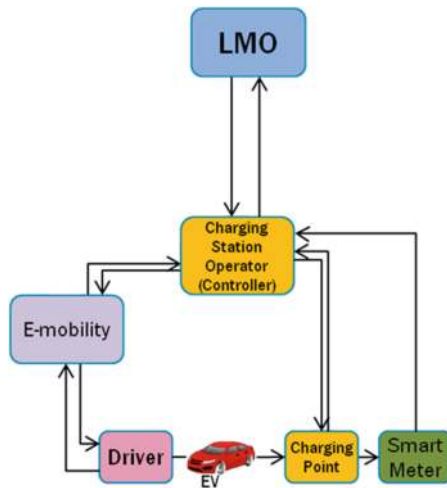 LMO
Charging
Station
Operator
(Controller)
E-mobility
Driver
EV
Charging
Point
Smart
Meter